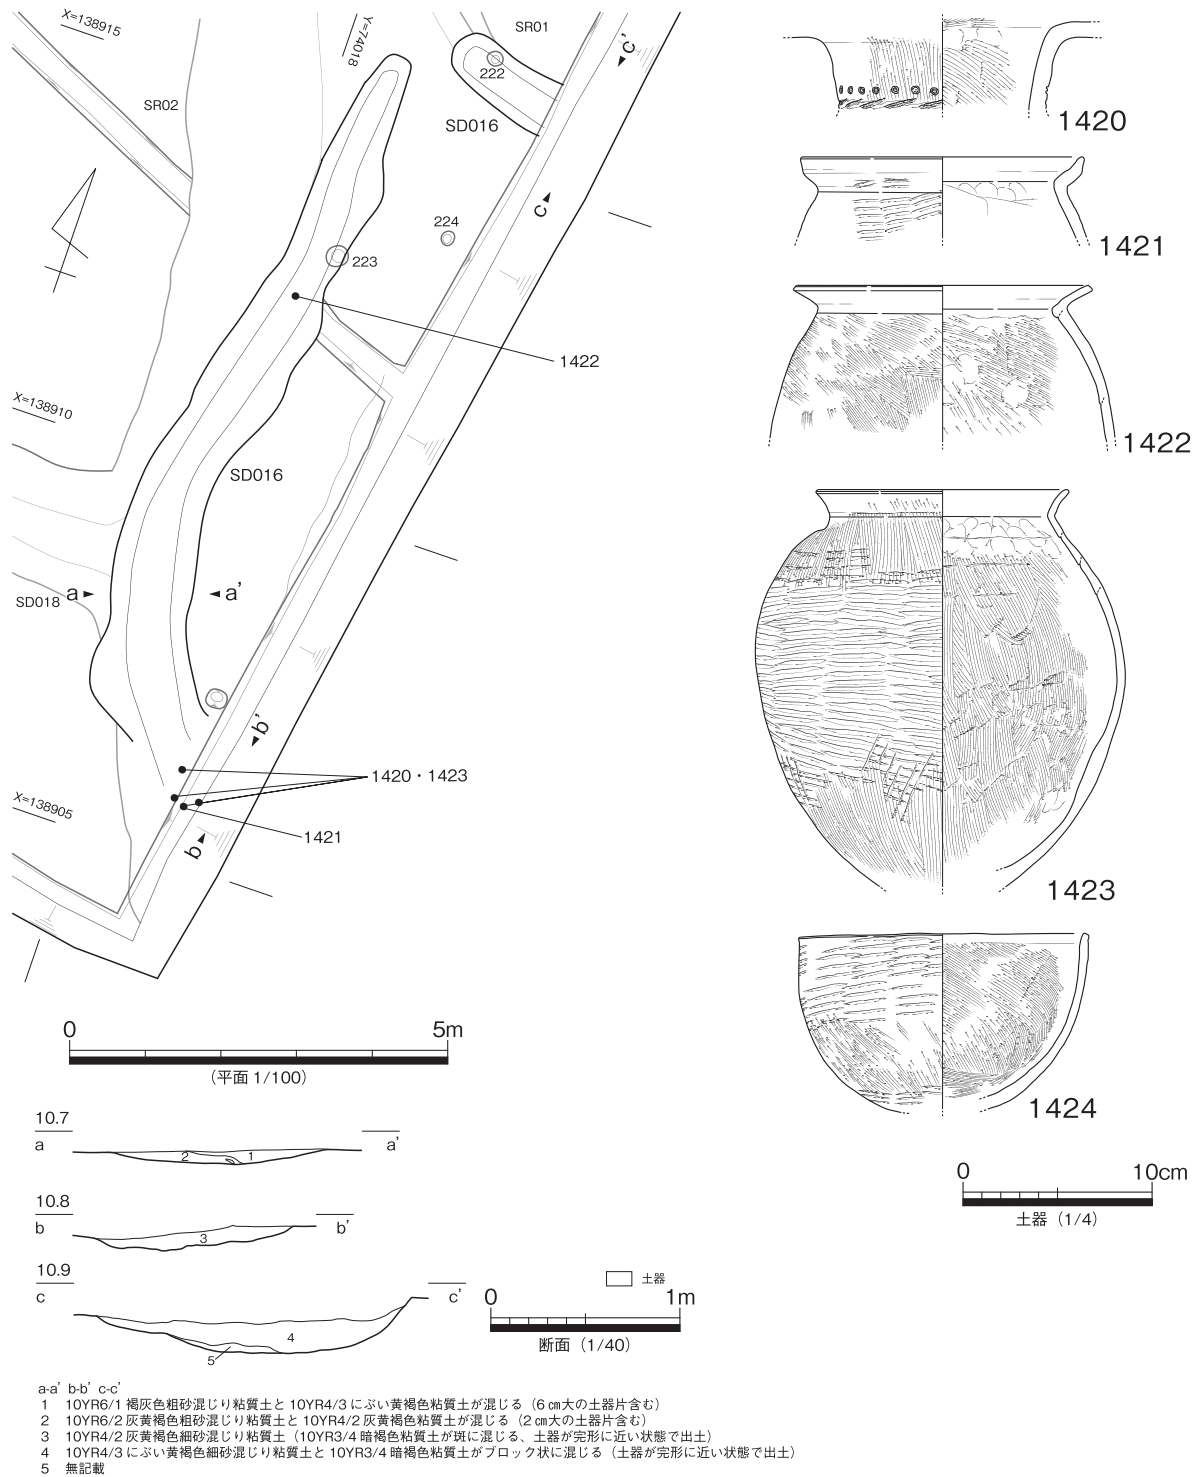 X=138915
Y=74018
SR01
SR02
222
SD016
c'
c
224
223
1422
X=138910
SD016
a
a'
SD018
b'
1420・1423
X=138905
1421
b
0 5m
(平面 1/100)
10.7
a a'
2 1
10.8
b b'
3
10.9
c c'
4
5
土器
0 1m
断面（1/40）
1420
1421
1422
1423
1424
0 10cm
土器（1/4）
a-a' b-b' c-c'
1 10YR6/1 褐灰色粗砂混じり粘質土と 10YR4/3 にぶい黄褐色粘質土が混じる（6 ㎝大の土器片含む）
2 10YR6/2 灰黄褐色粗砂混じり粘質土と 10YR4/2 灰黄褐色粘質土が混じる（2 ㎝大の土器片含む）
3 10YR4/2 灰黄褐色細砂混じり粘質土（10YR3/4 暗褐色粘質土が斑に混じる、土器が完形に近い状態で出土）
4 10YR4/3 にぶい黄褐色細砂混じり粘質土と 10YR3/4 暗褐色粘質土がブロック状に混じる（土器が完形に近い状態で出土）
5 無記載